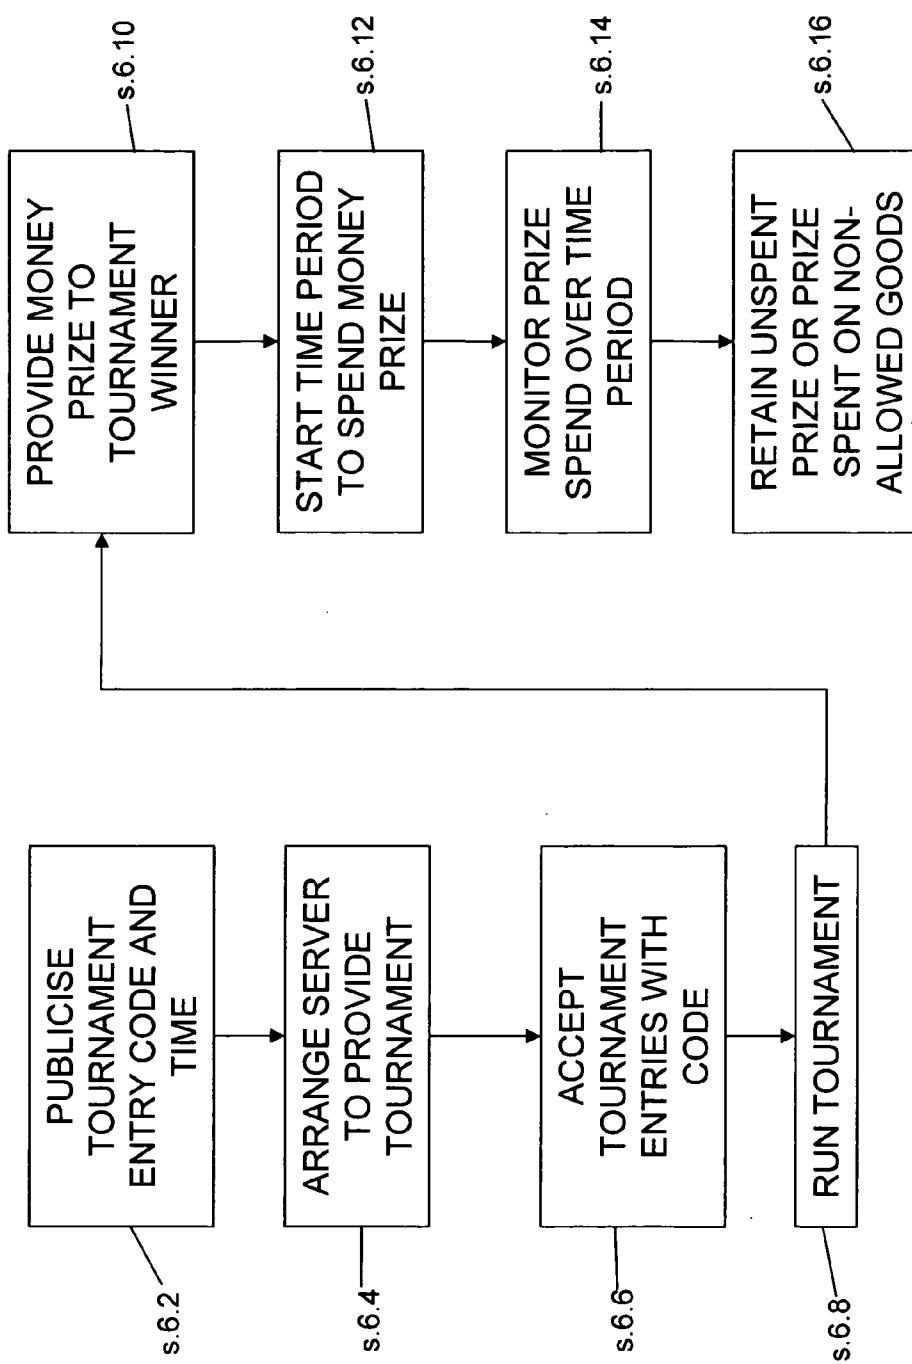 PUBLICISE
TOURNAMENT
ENTRY CODE AND
TIME
s.6.2
ARRANGE SERVER
TO PROVIDE
TOURNAMENT
s.6.4
ACCEPT
TOURNAMENT
ENTRIES WITH
CODE
s.6.6
RUN TOURNAMENT
s.6.8
PROVIDE MONEY
PRIZE TO
TOURNAMENT
WINNER
s.6.10
START TIME PERIOD
TO SPEND MONEY
PRIZE
s.6.12
MONITOR PRIZE
SPEND OVER TIME
PERIOD
s.6.14
RETAIN UNSPENT
PRIZE OR PRIZE
SPENT ON NON-
ALLOWED GOODS
s.6.16